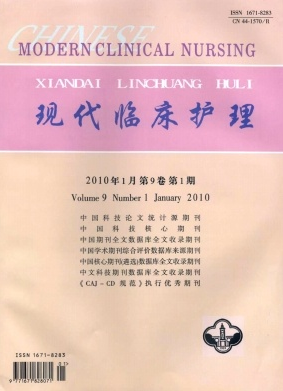 ISSN 1671-8283
CN 44-1570/R
CHINESE
MODERN CLINICAL NURSING
XIANDAI LINCHUANG HULI
现代临床护理
2010年1月第9卷第1期
Volume 9 Number 1 January 2010
中国科技论文统计源期刊
中国科技核心期刊
中国期刊全文数据库全文收录期刊
中国学术期刊综合评价数据库来源期刊
中国核心期刊(遴选)数据库全文收录期刊
中文科技期刊数据库全文收录期刊
《CAJ-CD规范》执行优秀期刊
ISSN 1671-8283
01>
9 771671 828071